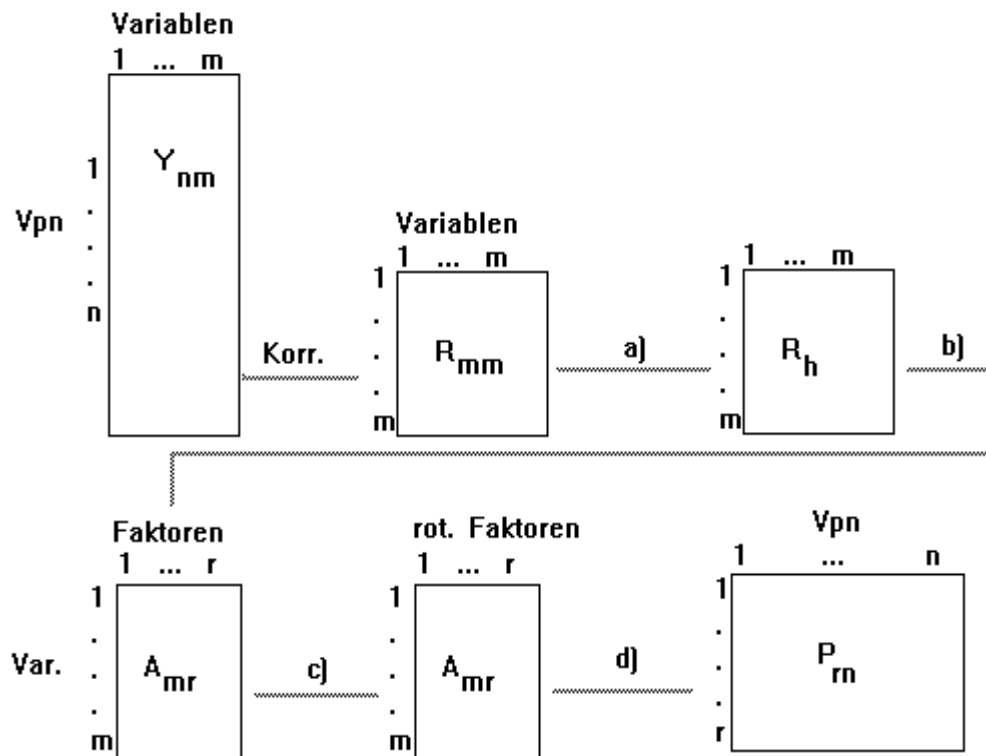 Variablen
1 ... m
Y nm
Vpn
1
.
.
.
n
Korr.
Variablen
1 ... m
1
.
.
.
m
R mm
a)
1 ... m
1
.
.
.
m
R h
b)
Faktoren
1 ... r
Var.
1
.
.
.
m
A mr
c)
rot. Faktoren
1 ... r
1
.
.
.
m
A mr
d)
Vpn
1 ... n
1
.
.
.
r
P rn